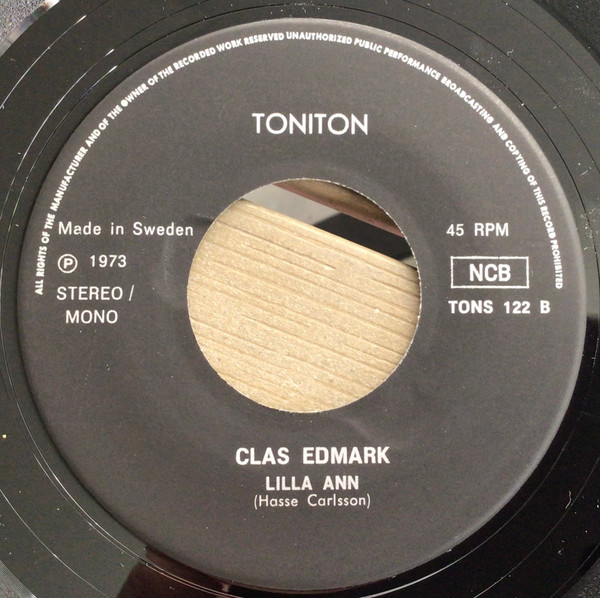 ALL RIGHTS OF THE MANUFACTURER AND OF THE OWNER OF THE RECORDED WORK RESERVED UNAUTHORIZED PUBLIC PERFORMANCE BROADCASTING AND COPYING OF THIS RECORD PROHIBITED
TONITON
Made in Sweden
℗ 1973
STEREO /
MONO
45 RPM
NCB
TONS 122 B
CLAS EDMARK
LILLA ANN
(Hasse Carlsson)